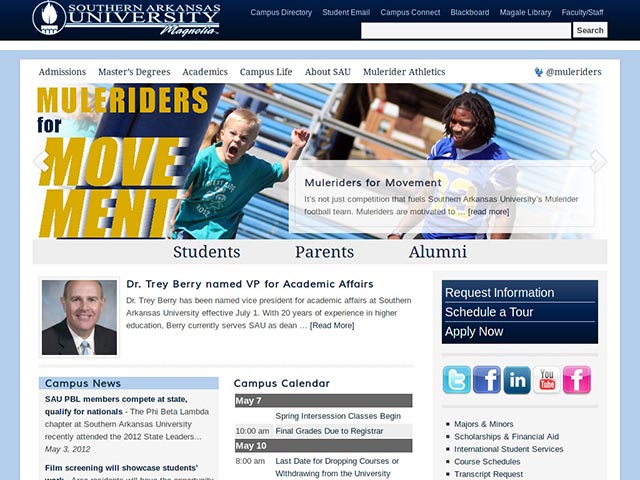 SOUTHERN ARKANSAS
UNIVERSITY
Magnolia
Campus Directory Student Email Campus Connect Blackboard Magale Library Faculty/Staff
Search
Admissions Master's Degrees Academics Campus Life About SAU Mulerider Athletics @muleriders
MULERIDERS
for
MOVE
MENT
Muleriders for Movement
It's not just competition that fuels Southern Arkansas University's Mulerider
football team. Muleriders are motivated to ... [read more]
Students Parents Alumni
Dr. Trey Berry named VP for Academic Affairs
Dr. Trey Berry has been named vice president for academic affairs at Southern
Arkansas University effective July 1. With 20 years of experience in higher
education, Berry currently serves SAU as dean ... [Read More]
Request Information
Schedule a Tour
Apply Now
You
Tube
Campus News
SAU PBL members compete at state,
qualify for nationals - The Phi Beta Lambda
chapter at Southern Arkansas University
recently attended the 2012 State Leaders...
May 3, 2012
Film screening will showcase students'
work - Area residents will have the opportunity
Campus Calendar
May 7
Spring Intersession Classes Begin
10:00 am Final Grades Due to Registrar
May 10
8:00 am Last Date for Dropping Courses or
Withdrawing from the University
Majors & Minors
Scholarships & Financial Aid
International Student Services
Course Schedules
Transcript Request